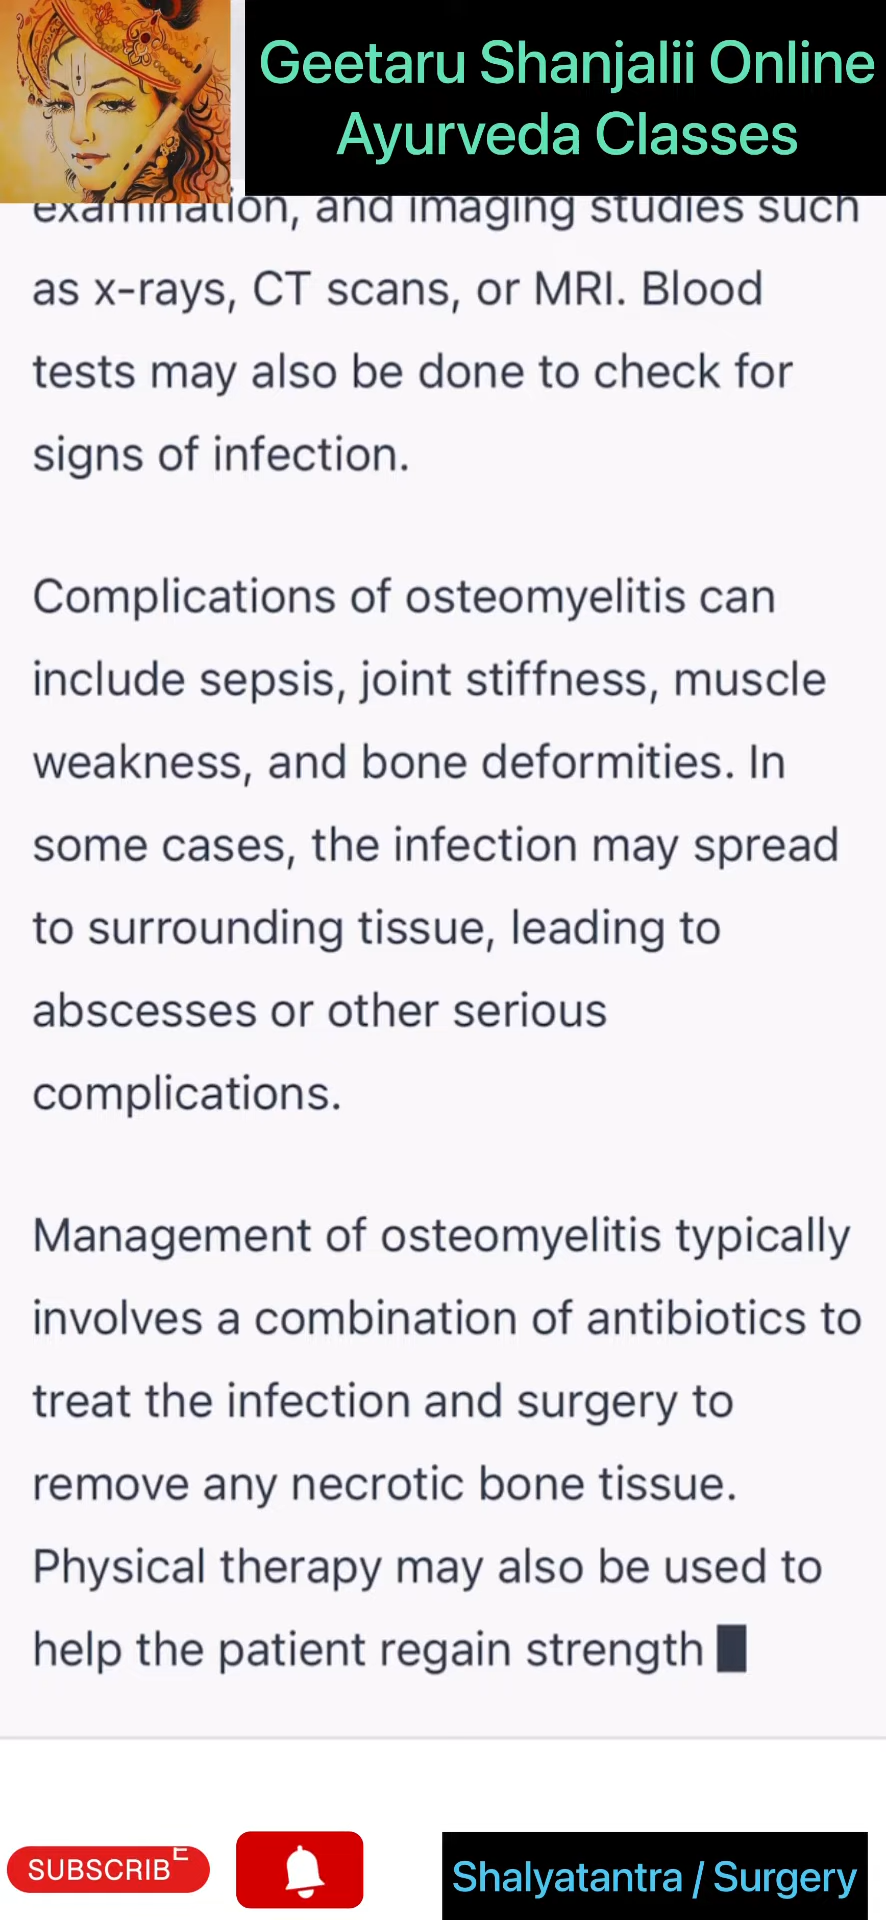 Geetaru Shanjalii Online
Ayurveda Classes
examination, and imaging studies such
as x-rays, CT scans, or MRI. Blood
tests may also be done to check for
signs of infection.
Complications of osteomyelitis can
include sepsis, joint stiffness, muscle
weakness, and bone deformities. In
some cases, the infection may spread
to surrounding tissue, leading to
abscesses or other serious
complications.
Management of osteomyelitis typically
involves a combination of antibiotics to
treat the infection and surgery to
remove any necrotic bone tissue.
Physical therapy may also be used to
help the patient regain strength
SUBSCRIBE
Shalyatantra / Surgery